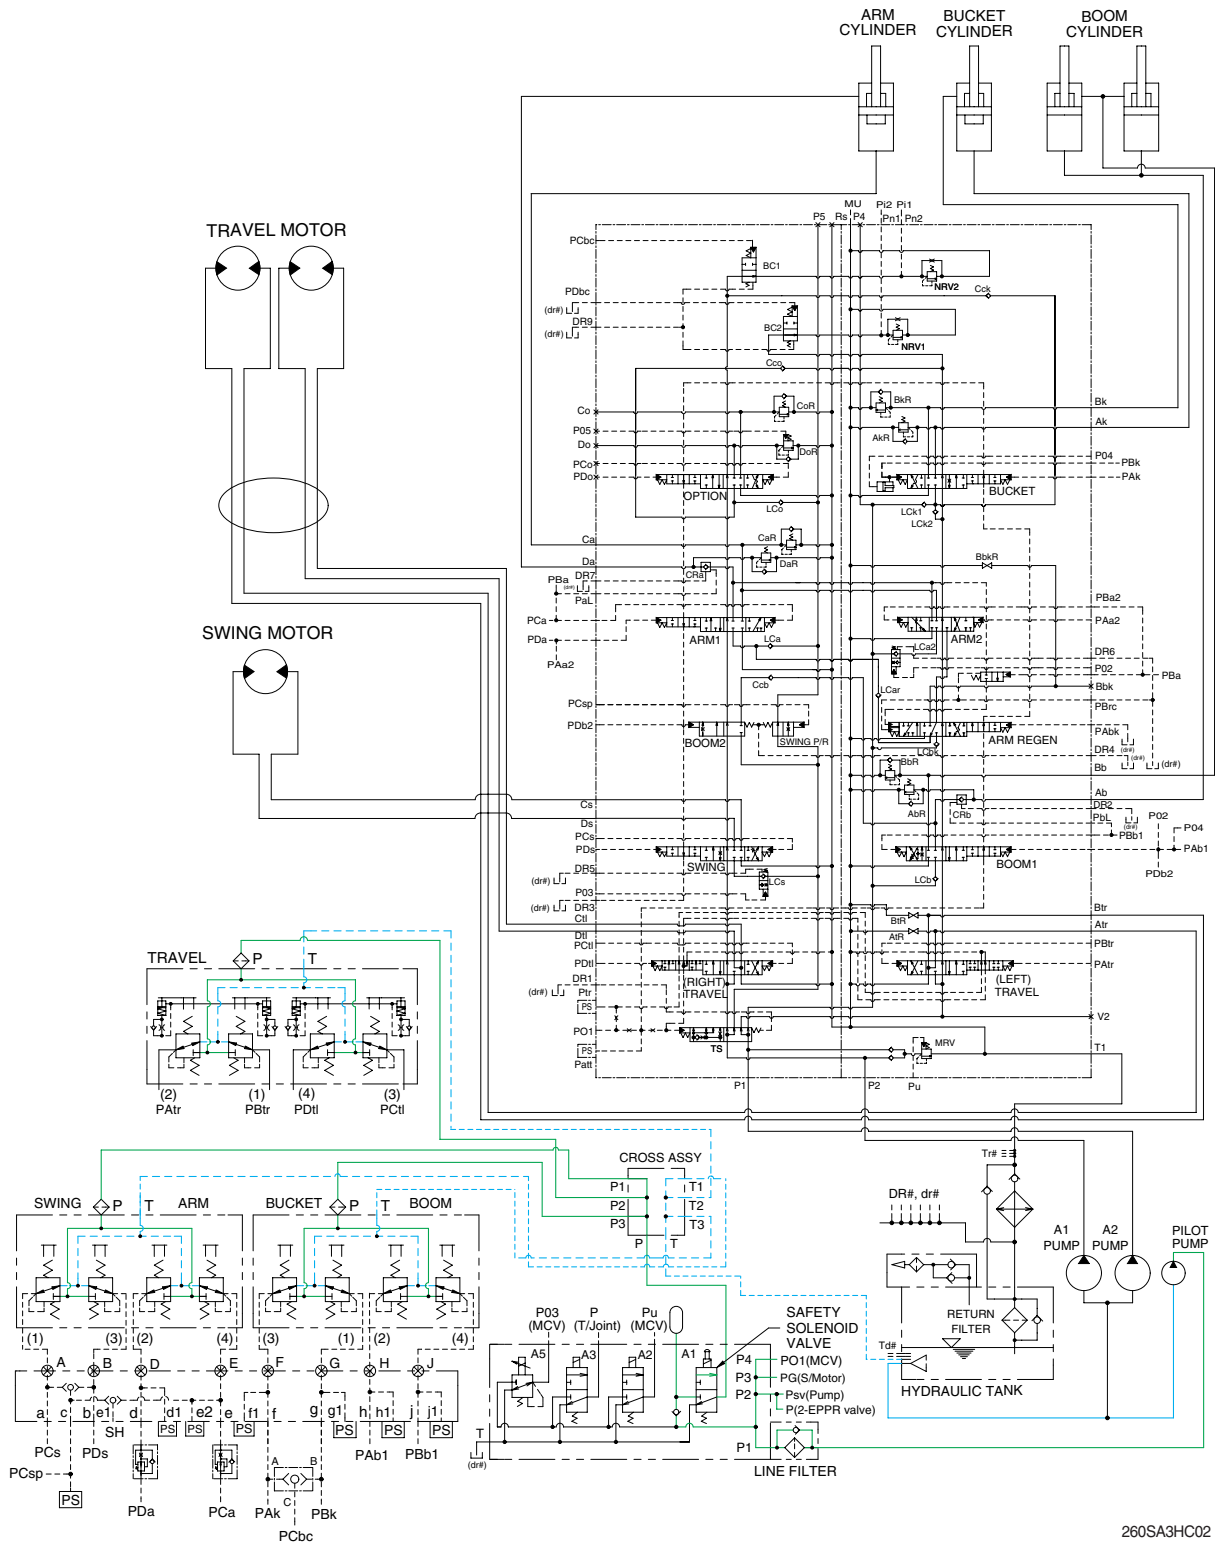 ARM
CYLINDER
BUCKET
CYLINDER
BOOM
CYLINDER
TRAVEL MOTOR
SWING MOTOR
P5 Rs MU P4 Pi2 Pi1
Pn1 Pn2
PCbc
BC1
NRV2
Cck
PDbc
(dr#)
DR9
(dr#)
BC2
NRV1
Cco
Co
CoR
BkR
Bk
P05
Do
DoR
AkR
Ak
PCo
PDo
OPTION
LCo
P04
PBk
PAk
BUCKET
LCk1
LCk2
Ca
CaR
Da
DaR
CRa
BbkR
PBa
(dr#)
DR7
PaL
PCa
PDa
PAa2
ARM1
LCa
PBa2
PAa2
ARM2
LCa2
DR6
P02
PBa
Ccb
LCar
Bbk
PCsp
PDb2
BOOM2
SWING P/R
PBrc
ARM REGEN
LCbk
PAbk
(dr#)
DR4
(dr#)
(dr#)
BbR
Bb
AbR
CRb
Ab
Cs
Ds
DR2
PbL
(dr#)
PBb1
P02
P04
PAb1
PDb2
PCs
PDs
SWING
BOOM1
DR5
(dr#)
LCs
LCb
P03
(dr#)
DR3
Ctl
Dtl
BtR
Btr
AtR
Atr
PCtl
PDtl
(RIGHT)
TRAVEL
PBtr
PAtr
(LEFT)
TRAVEL
DR1
(dr#)
Ptr
PS
PO1
PS
Patt
TS
V2
MRV
T1
P1
P2
Pu
TRAVEL
P
T
(2)
PAtr
(1)
PBtr
(4)
PDtl
(3)
PCtl
CROSS ASSY
P1
P2
P3
T1
T2
T3
P
T
SWING
P
T
ARM
BUCKET
P
T
BOOM
(1)
(3)
(2)
(4)
(3)
(1)
(2)
(4)
A
B
D
E
F
G
H
J
a
c
b
e1
d
d1
e2
e
f1
f
g
g1
h
h1
j
j1
SH
PS
PS
PS
PS
PS
PS
PCs
PDs
PCsp
PS
PDa
PCa
A
B
C
PAk
PBk
PCbc
PAb1
PBb1
P03
(MCV)
P
(T/Joint)
Pu
(MCV)
SAFETY
SOLENOID
VALVE
A5
A3
A2
A1
P4
P3
P2
P1
PO1(MCV)
PG(S/Motor)
Psv(Pump)
P(2-EPPR valve)
T
(dr#)
LINE FILTER
Tr#
DR#, dr#
A1
PUMP
A2
PUMP
PILOT
PUMP
RETURN
FILTER
Td#
HYDRAULIC TANK
260SA3HC02